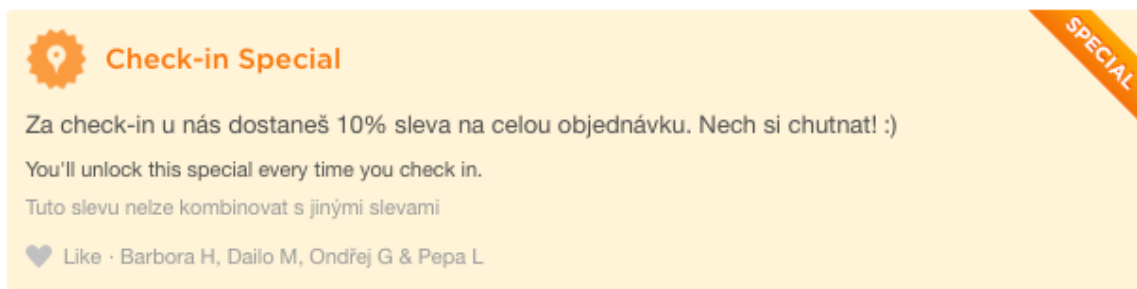 Check-in Special
SPECIAL
Za check-in u nás dostaneš 10% sleva na celou objednávku. Nech si chutnat! :)
You'll unlock this special every time you check in.
Tuto slevu nelze kombinovat s jinými slevami
Like · Barbora H, Dailo M, Ondřej G & Pepa L